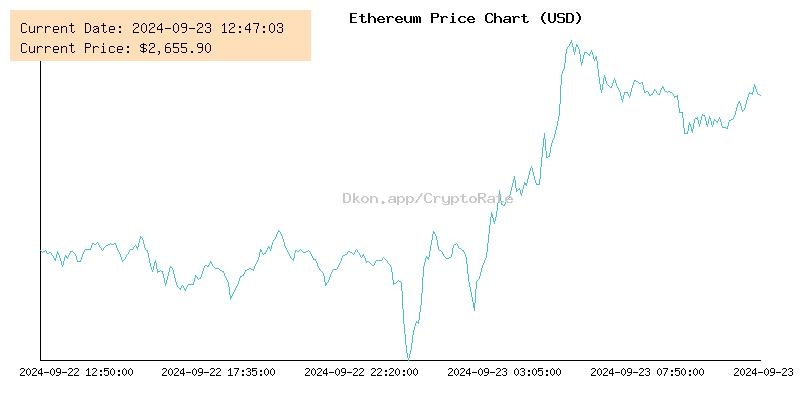 Ethereum Price Chart (USD)
Current Date: 2024-09-23 12:47:03
Current Price: $2,655.90
Dkon.app/CryptoRate
2024-09-22 12:50:00
2024-09-22 17:35:00
2024-09-22 22:20:00
2024-09-23 03:05:00
2024-09-23 07:50:00
2024-09-23